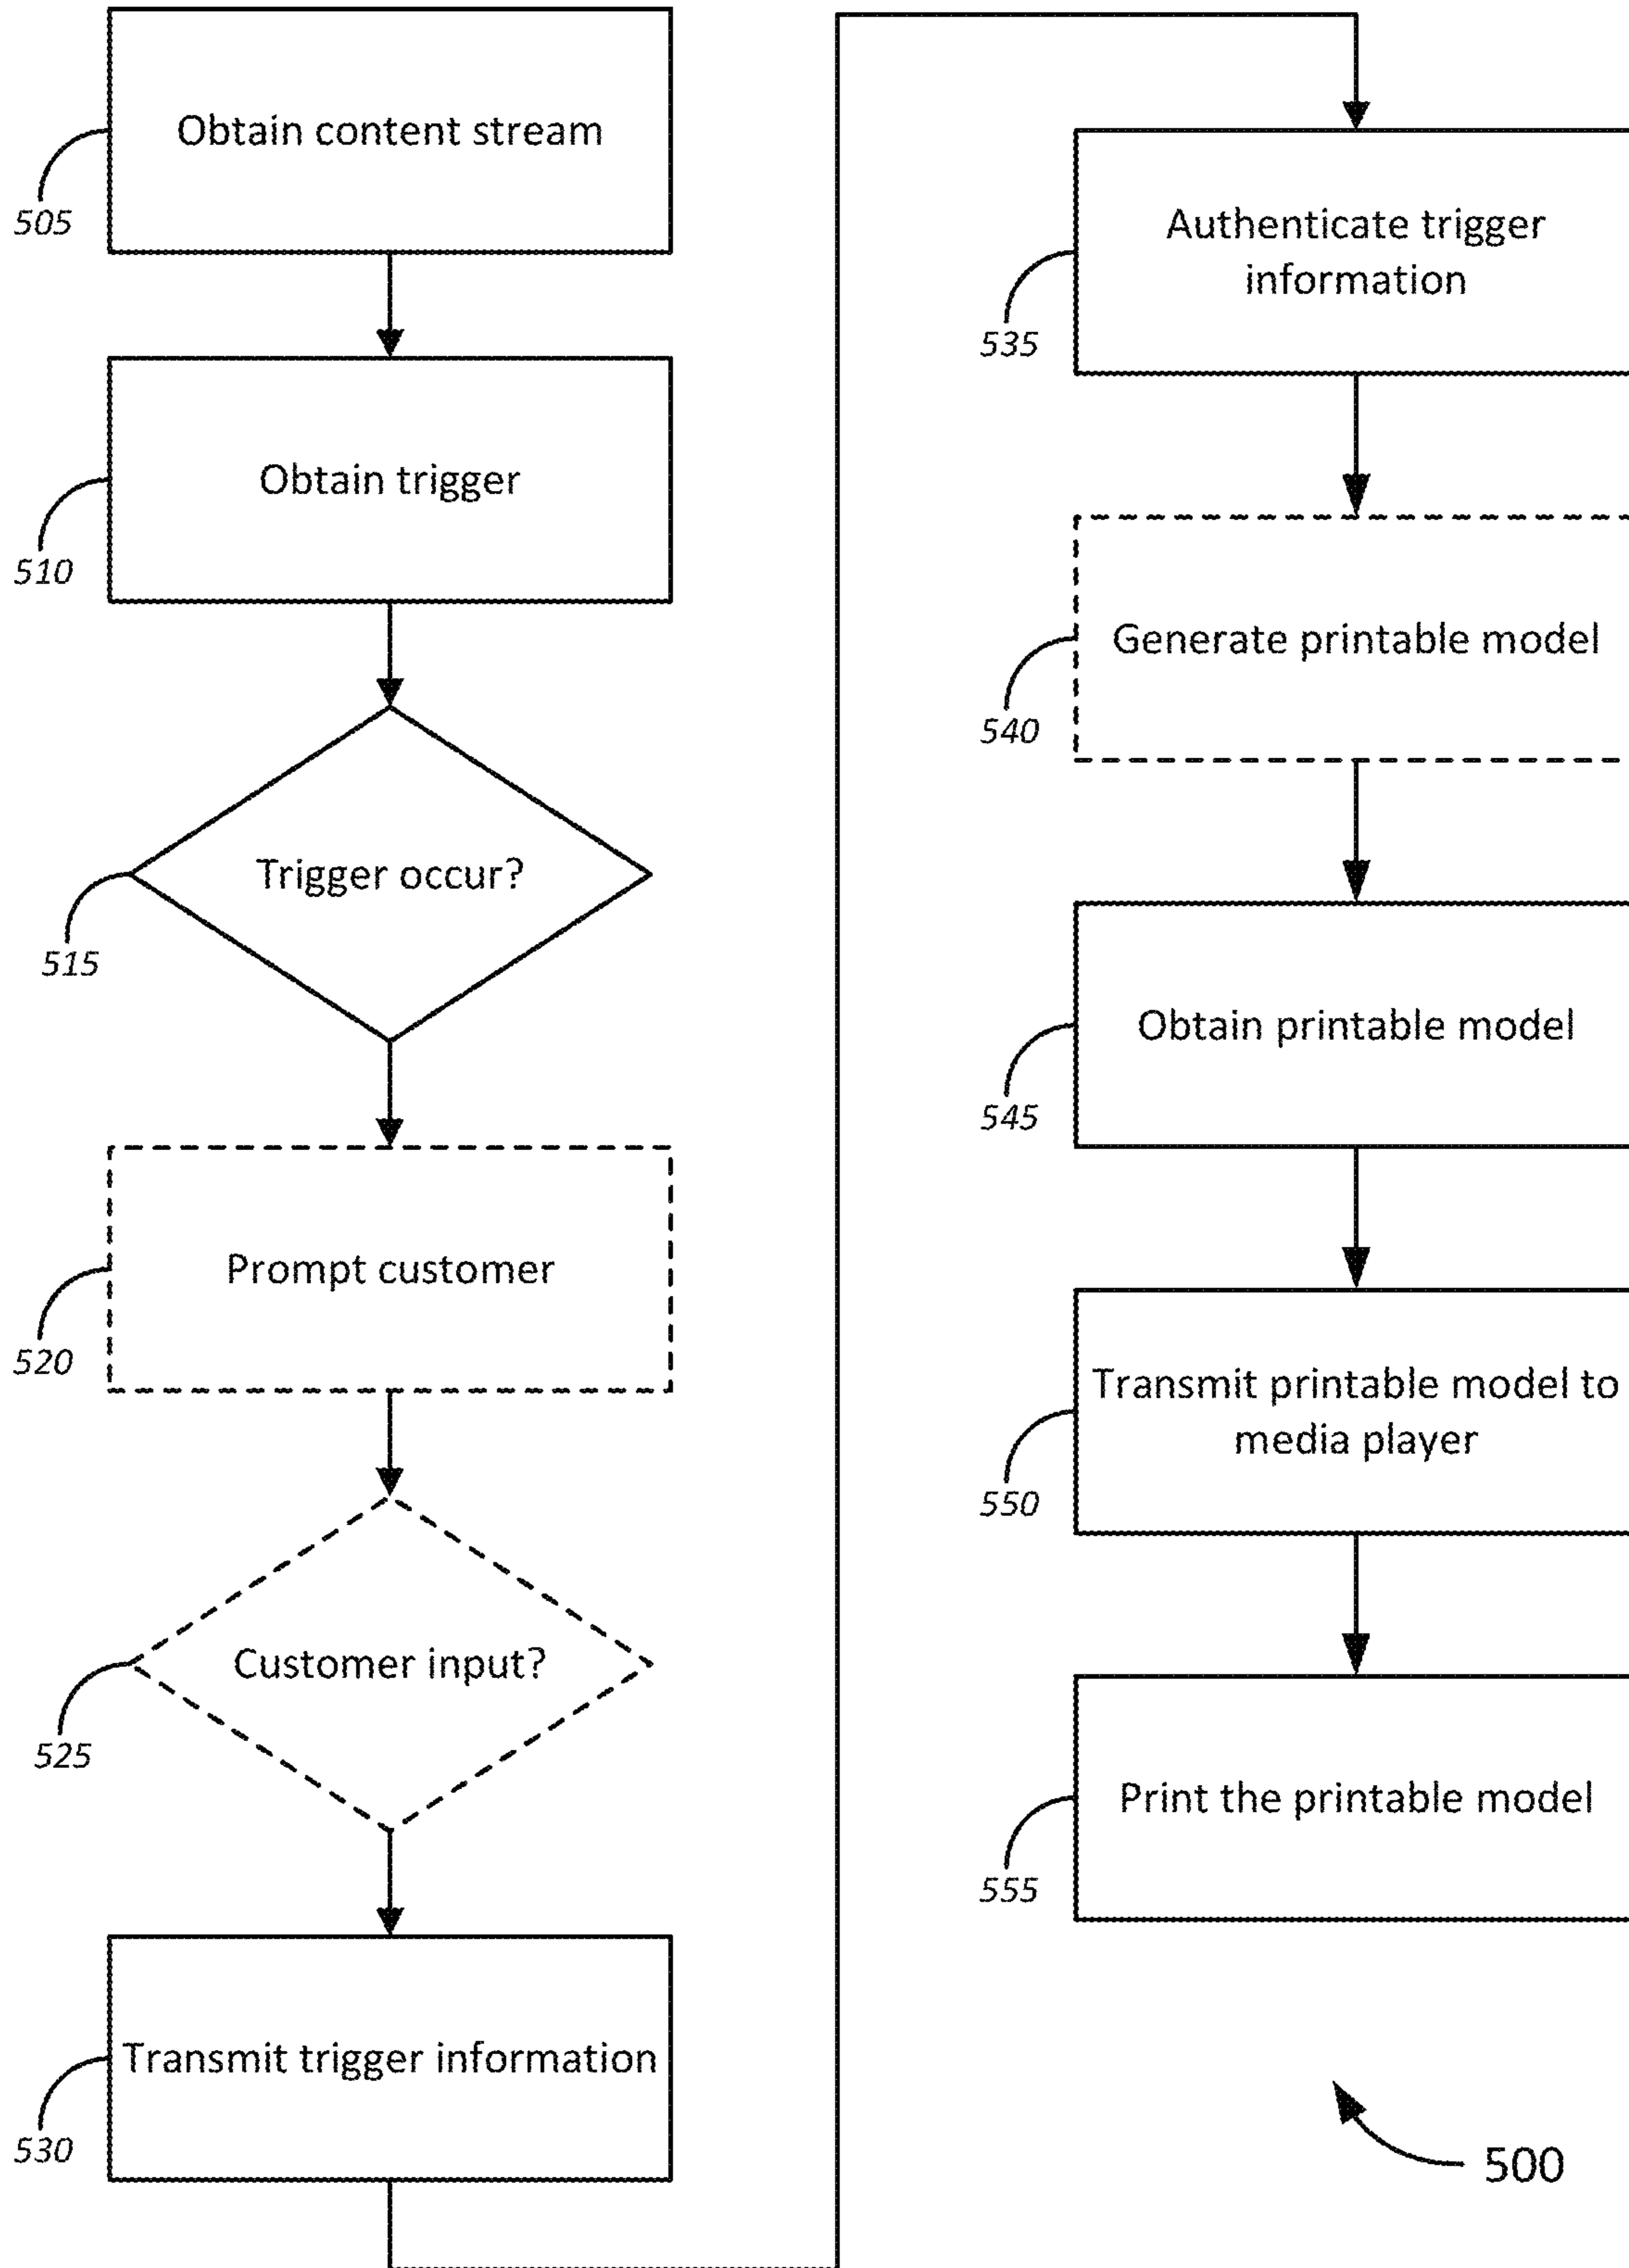 Obtain content stream
505
Obtain trigger
510
Trigger occur?
515
Prompt customer
520
Customer input?
525
Transmit trigger information
530
Authenticate trigger
information
535
Generate printable model
540
Obtain printable model
545
Transmit printable model to
media player
550
Print the printable model
555
500